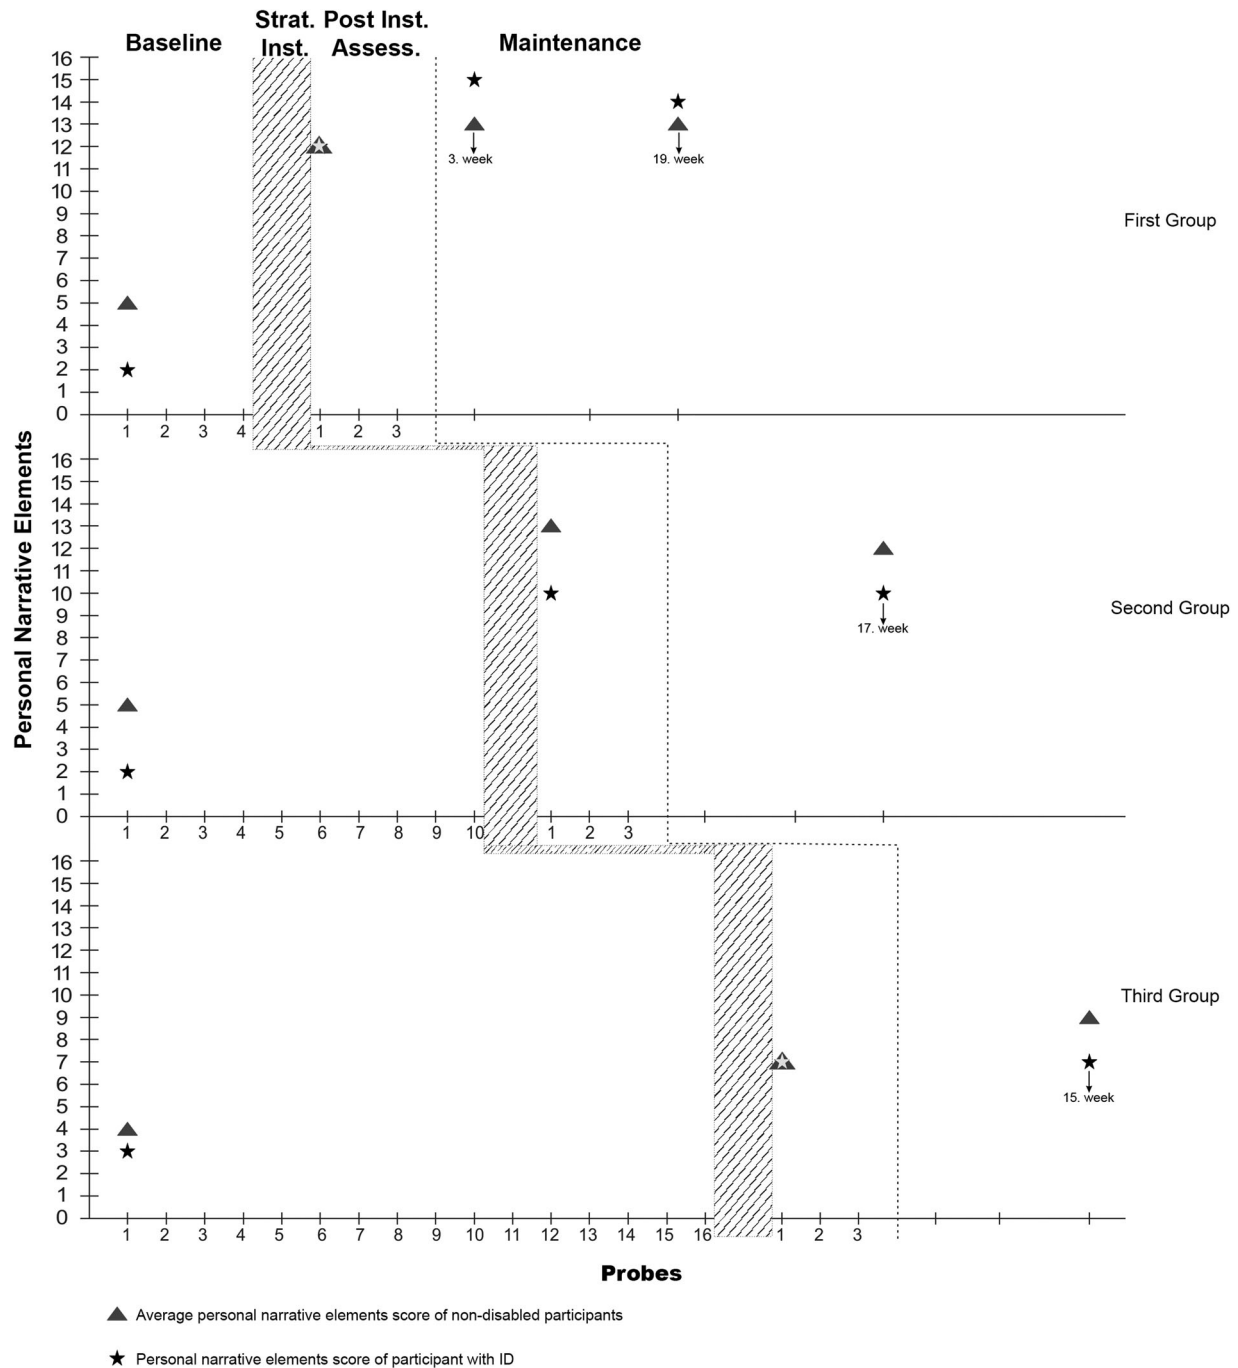 Baseline
Strat. Inst.
Post Inst. Assess.
Maintenance
Personal Narrative Elements
16
15
14
13
12
11
10
9
8
7
6
5
4
3
2
1
0
3. week
19. week
First Group
1 2 3 4 1 2 3
16
15
14
13
12
11
10
9
8
7
6
5
4
3
2
1
0
17. week
Second Group
1 2 3 4 5 6 7 8 9 10 1 2 3
16
15
14
13
12
11
10
9
8
7
6
5
4
3
2
1
0
Third Group
15. week
1 2 3 4 5 6 7 8 9 10 11 12 13 14 15 16 1 2 3
Probes
Average personal narrative elements score of non-disabled participants
Personal narrative elements score of participant with ID